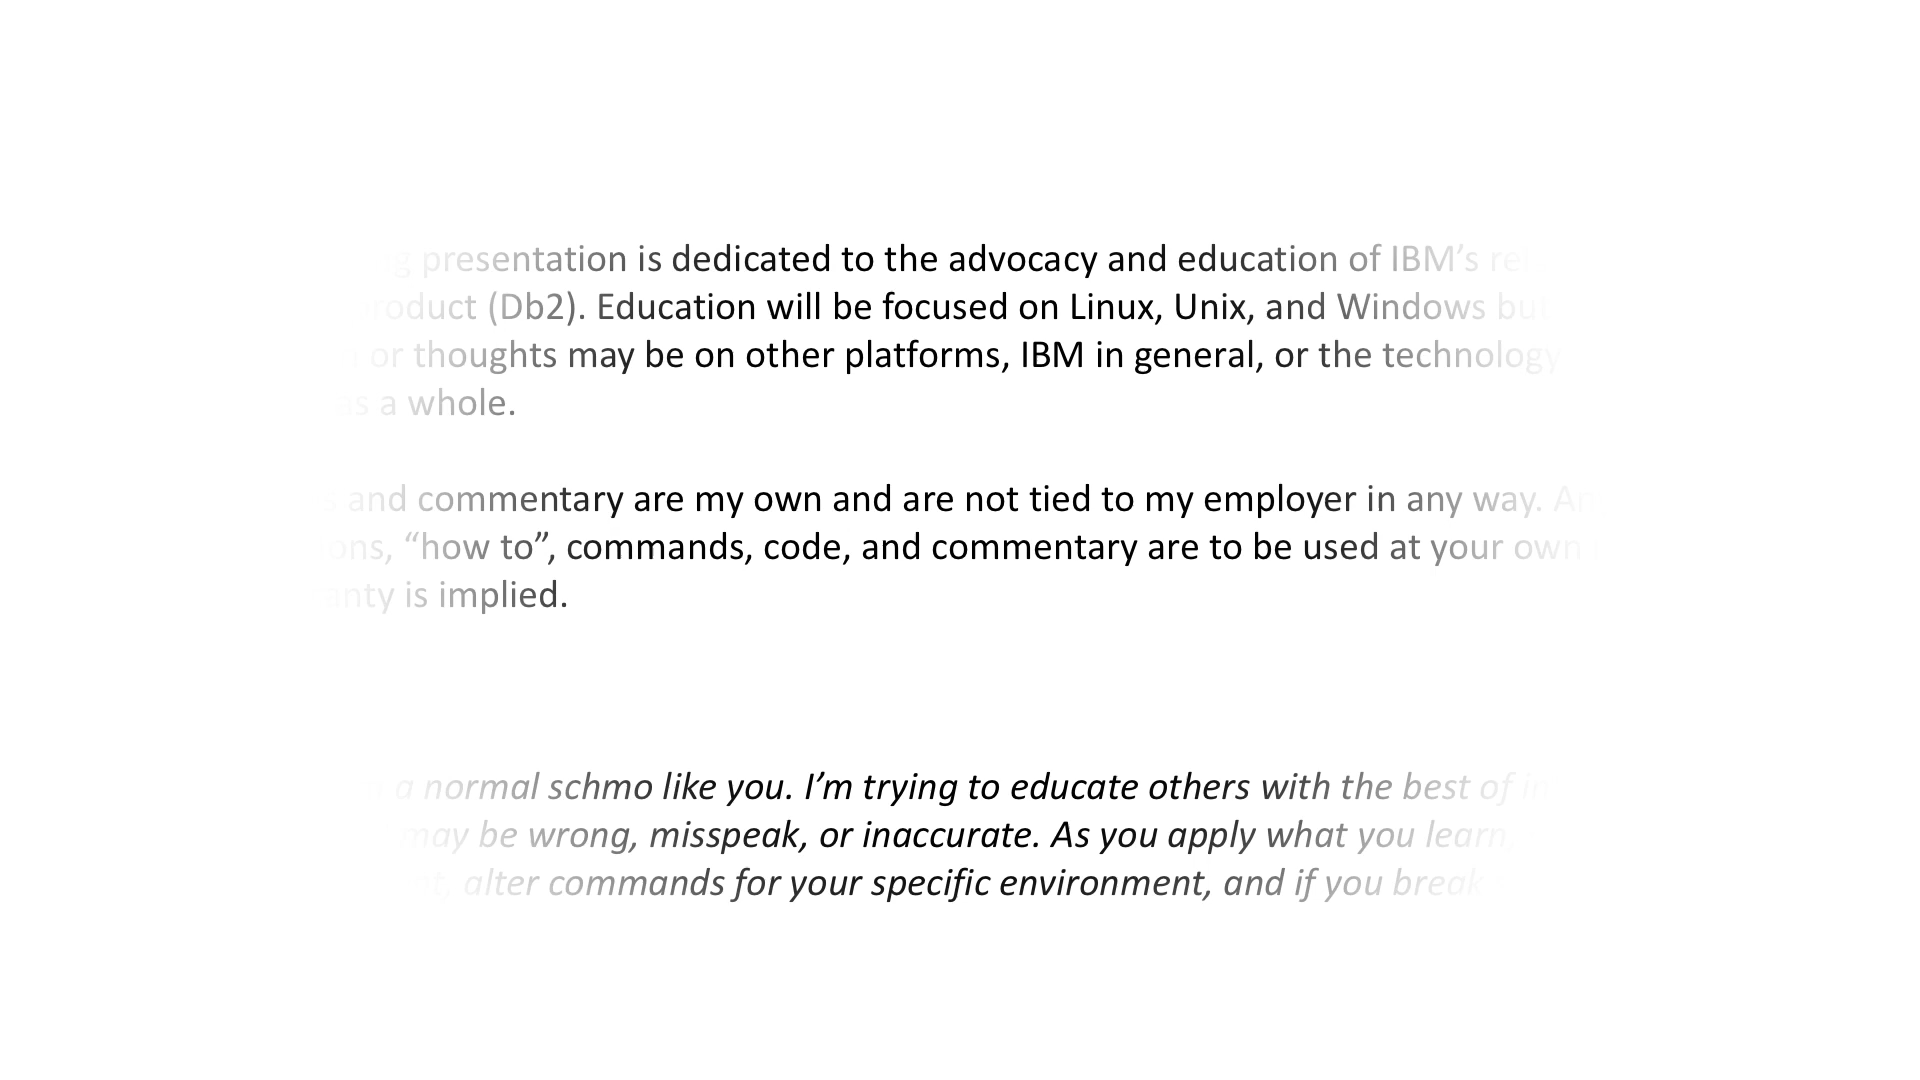 presentation is dedicated to the advocacy and education of IBM’s
product (Db2). Education will be focused on Linux, Unix, and Windows but
or thoughts may be on other platforms, IBM in general, or the technology
as a whole.
and commentary are my own and are not tied to my employer in any way.
“how to”, commands, code, and commentary are to be used at your own
is implied.
a normal schmo like you. I’m trying to educate others with the best of
may be wrong, misspeak, or inaccurate. As you apply what you learn,
alter commands for your specific environment, and if you break